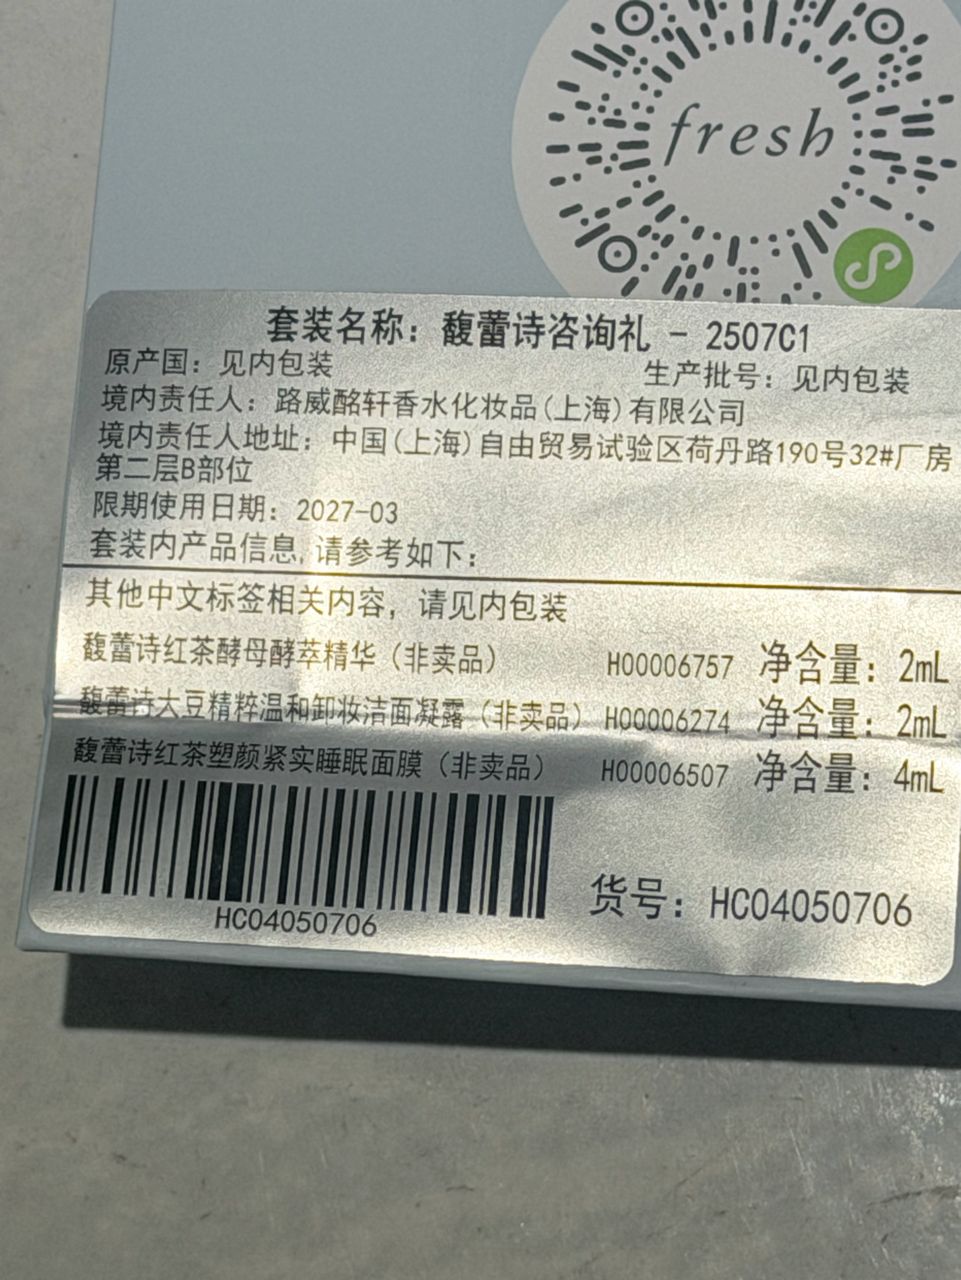 fresh
套装名称：馥蕾诗咨询礼 - 2507C1
原产国：见内包装 生产批号：见内包装
境内责任人：路威酩轩香水化妆品(上海)有限公司
境内责任人地址：中国(上海)自由贸易试验区荷丹路190号32#厂房
第二层B部位
限期使用日期：2027-03
套装内产品信息,请参考如下：
其他中文标签相关内容，请见内包装
馥蕾诗红茶酵母酵萃精华（非卖品） H00006757 净含量：2mL
馥蕾诗大豆精粹温和卸妆洁面凝露（非卖品） H00006274 净含量：2mL
馥蕾诗红茶塑颜紧实睡眠面膜（非卖品） H00006507 净含量：4mL
HC04050706
货号：HC04050706